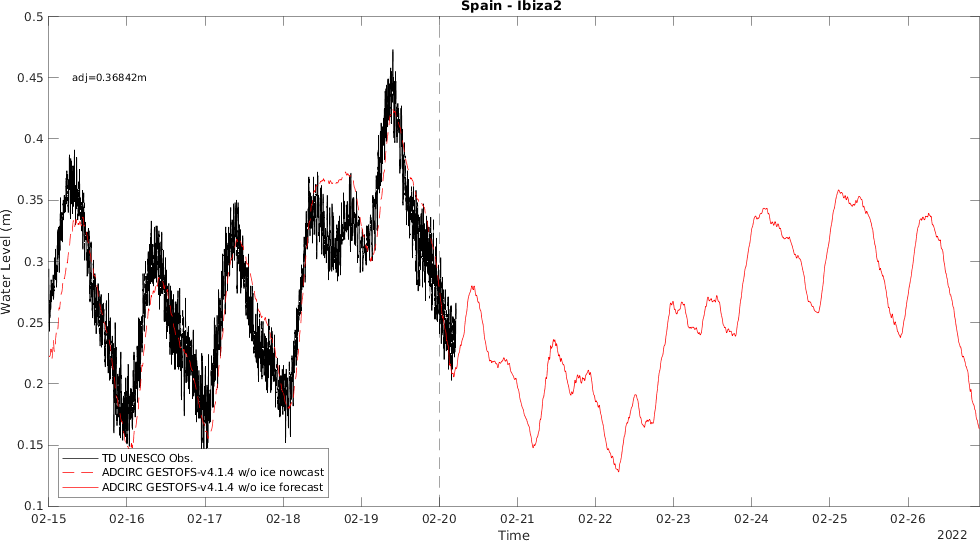 Spain - Ibiza2
adj=0.36842m
Water Level (m)
0.5
0.45
0.4
0.35
0.3
0.25
0.2
0.15
0.1
TD UNESCO Obs.
ADCIRC GESTOFS-v4.1.4 w/o ice nowcast
ADCIRC GESTOFS-v4.1.4 w/o ice forecast
02-15 02-16 02-17 02-18 02-19 02-20 02-21 02-22 02-23 02-24 02-25 02-26
Time
2022